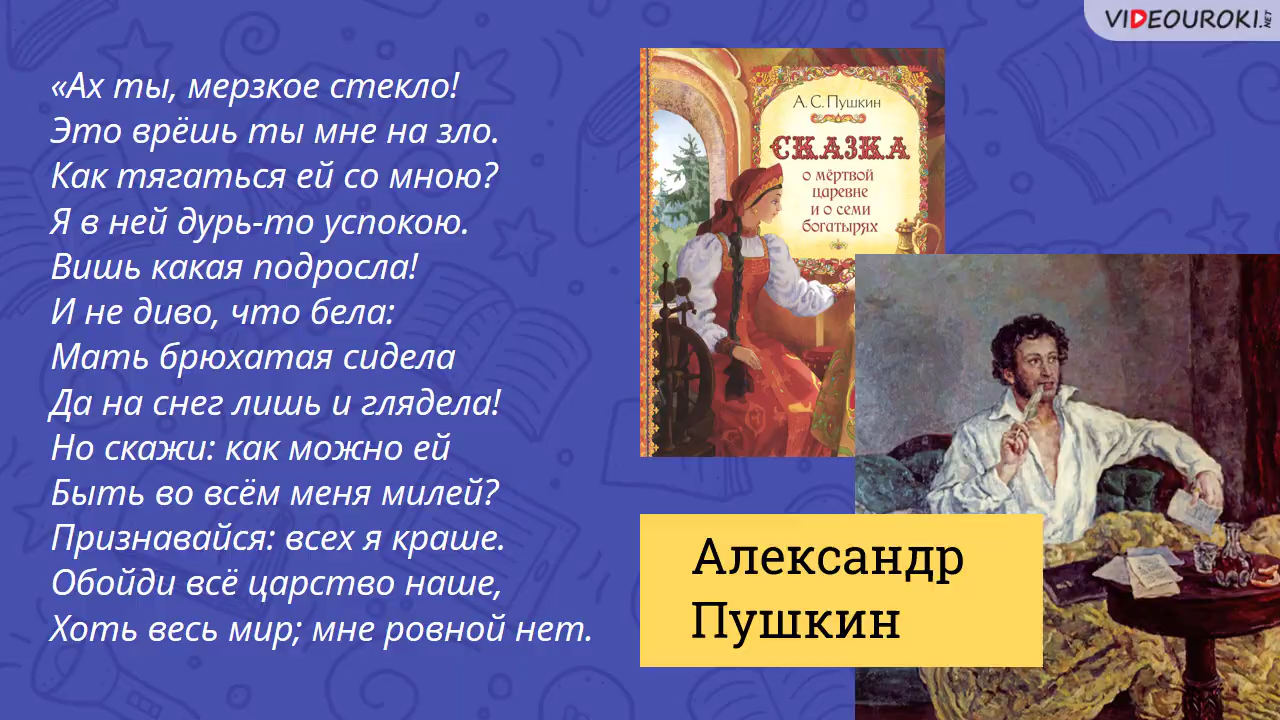 VIDEOUROKI.NET
«Ах ты, мерзкое стекло!
Это врёшь ты мне на зло.
Как тягаться ей со мною?
Я в ней дурь-то успокою.
Вишь какая подросла!
И не диво, что бела:
Мать брюхатая сидела
Да на снег лишь и глядела!
Но скажи: как можно ей
Быть во всём меня милей?
Признавайся: всех я краше.
Обойди всё царство наше,
Хоть весь мир; мне ровной нет.
А. С. Пушкин
СКАЗКА
о мёртвой
царевне
и о семи
богатырях
Александр
Пушкин